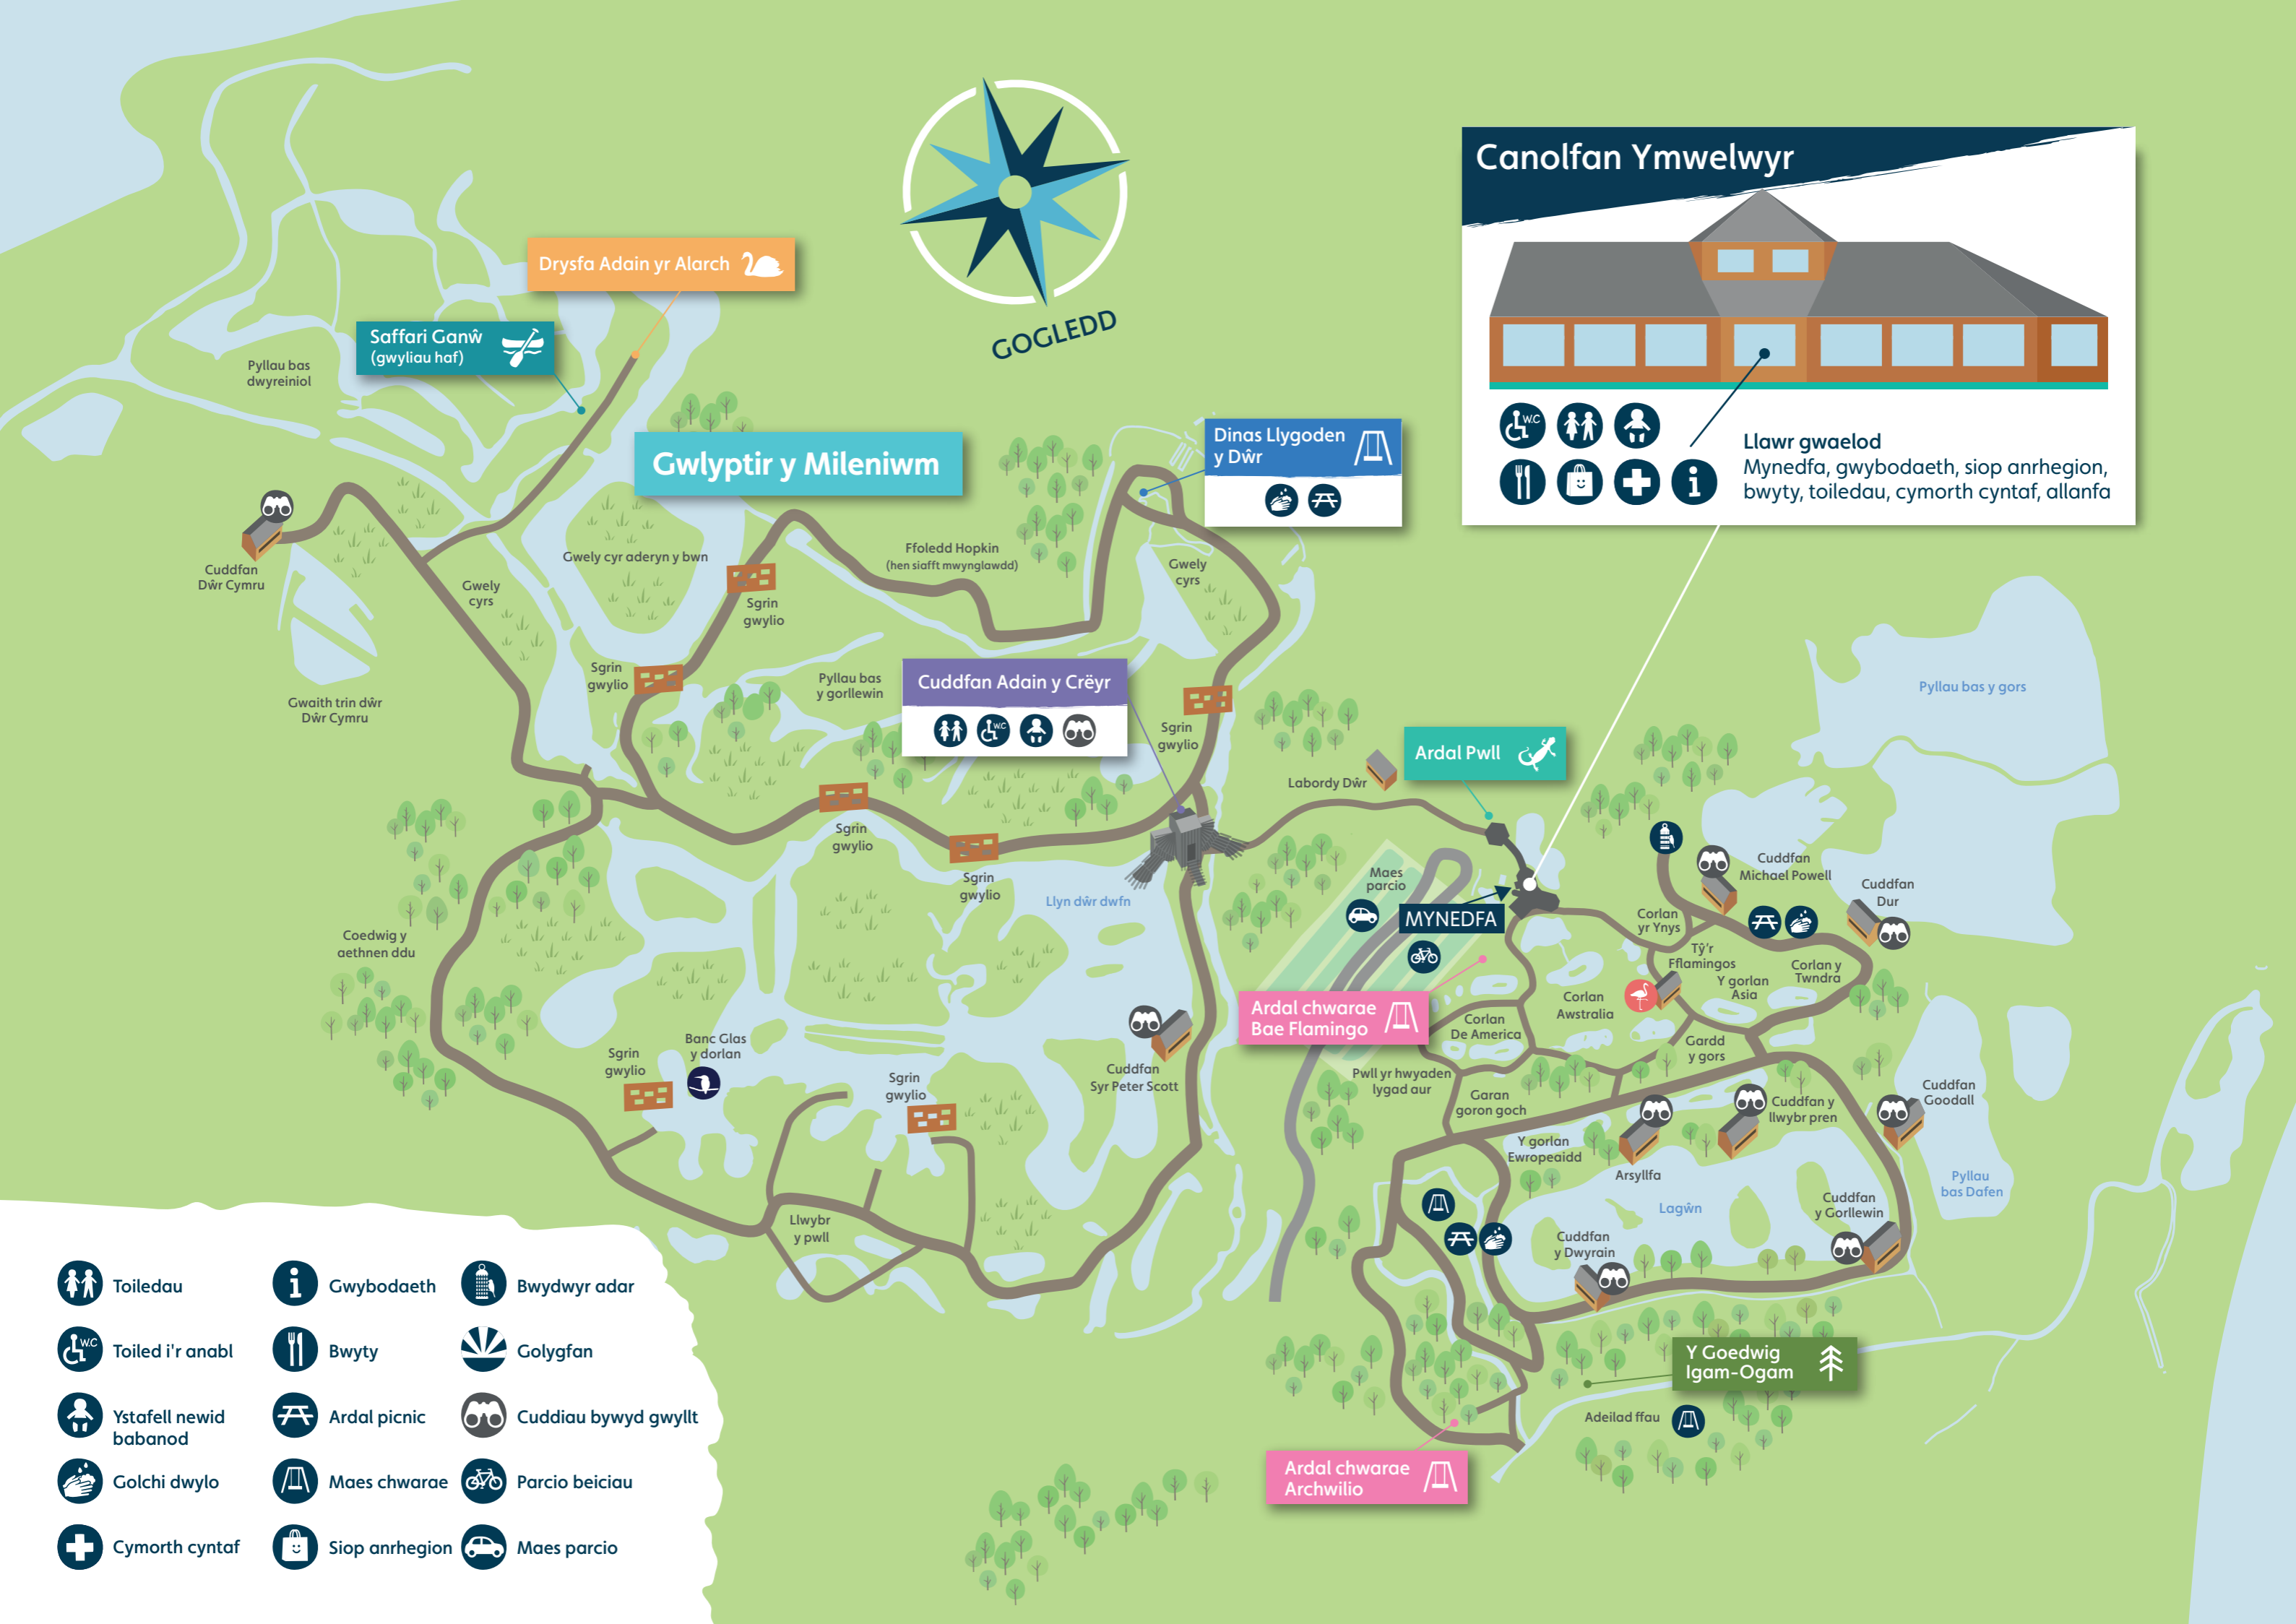 GOGLEDD
Canolfan Ymwelwyr
W.C
Llawr gwaelod
Mynedfa, gwybodaeth, siop anrhegion,
bwyty, toiledau, cymorth cyntaf, allanfa
Drysfa Adain yr Alarch
Saffari Ganŵ
(gwyliau haf)
Pyllau bas
dwyreiniol
Gwlyptir y Mileniwm
Dinas Llygoden
y Dŵr
Cuddfan
Dŵr Cymru
Gwely
cyrs
Gwely cyr aderyn y bwn
Sgrin
gwylio
Ffoledd Hopkin
(hen siafft mwynglawdd)
Gwely
cyrs
Sgrin
gwylio
Pyllau bas
y gorllewin
Gwaith trin dŵr
Dŵr Cymru
Cuddfan Adain y Crëyr
W.C
Sgrin
gwylio
Pyllau bas y gors
Labordy Dŵr
Ardal Pwll
Sgrin
gwylio
Sgrin
gwylio
Llyn dŵr dwfn
Maes
parcio
MYNEDFA
Cuddfan
Michael Powell
Cuddfan
Dur
Corlan
yr Ynys
Tŷ'r
Fflamingos
Y gorlan
Asia
Corlan y
Twndra
Corlan
Awstralia
Coedwig y
aethnen ddu
Ardal chwarae
Bae Flamingo
Corlan
De America
Gardd
y gors
Banc Glas
y dorlan
Sgrin
gwylio
Sgrin
gwylio
Cuddfan
Syr Peter Scott
Pwll yr hwyaden
lygad aur
Garan
goron goch
Cuddfan y
llwybr pren
Cuddfan
Goodall
Y gorlan
Ewropeaidd
Arsyllfa
Pyllau
bas Dafen
Lagŵn
Cuddfan
y Gorllewin
Cuddfan
y Dwyrain
Llwybr
y pwll
Y Goedwig
Igam-Ogam
Adeilad ffau
Ardal chwarae
Archwilio
Toiledau
W.C
Toiled i'r anabl
Ystafell newid
babanod
Golchi dwylo
Cymorth cyntaf
Gwybodaeth
Bwyty
Ardal picnic
Maes chwarae
Siop anrhegion
Bwydwyr adar
Golygfan
Cuddiau bywyd gwyllt
Parcio beiciau
Maes parcio